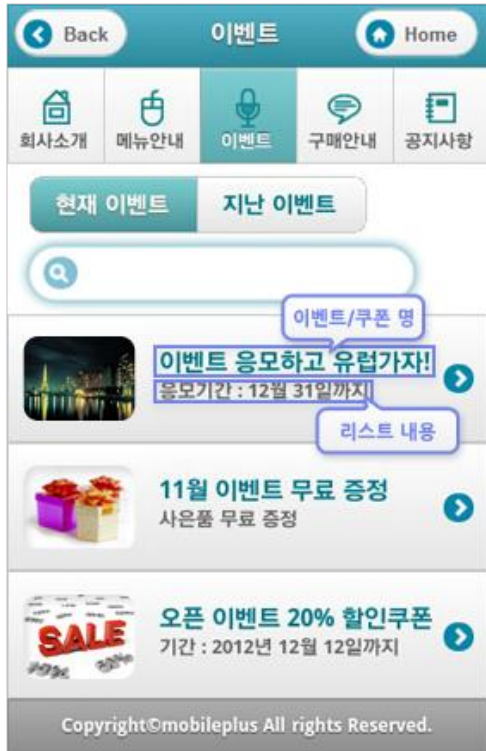 Back
이벤트
Home
회사소개
메뉴안내
이벤트
구매안내
공지사항
현재 이벤트
지난 이벤트
이벤트/쿠폰 명
이벤트 응모하고 유럽가자!
응모기간 : 12월 31일까지
리스트 내용
11월 이벤트 무료 증정
사은품 무료 증정
SALE
오픈 이벤트 20% 할인쿠폰
기간 : 2012년 12월 12일까지
Copyright©mobileplus All rights Reserved.